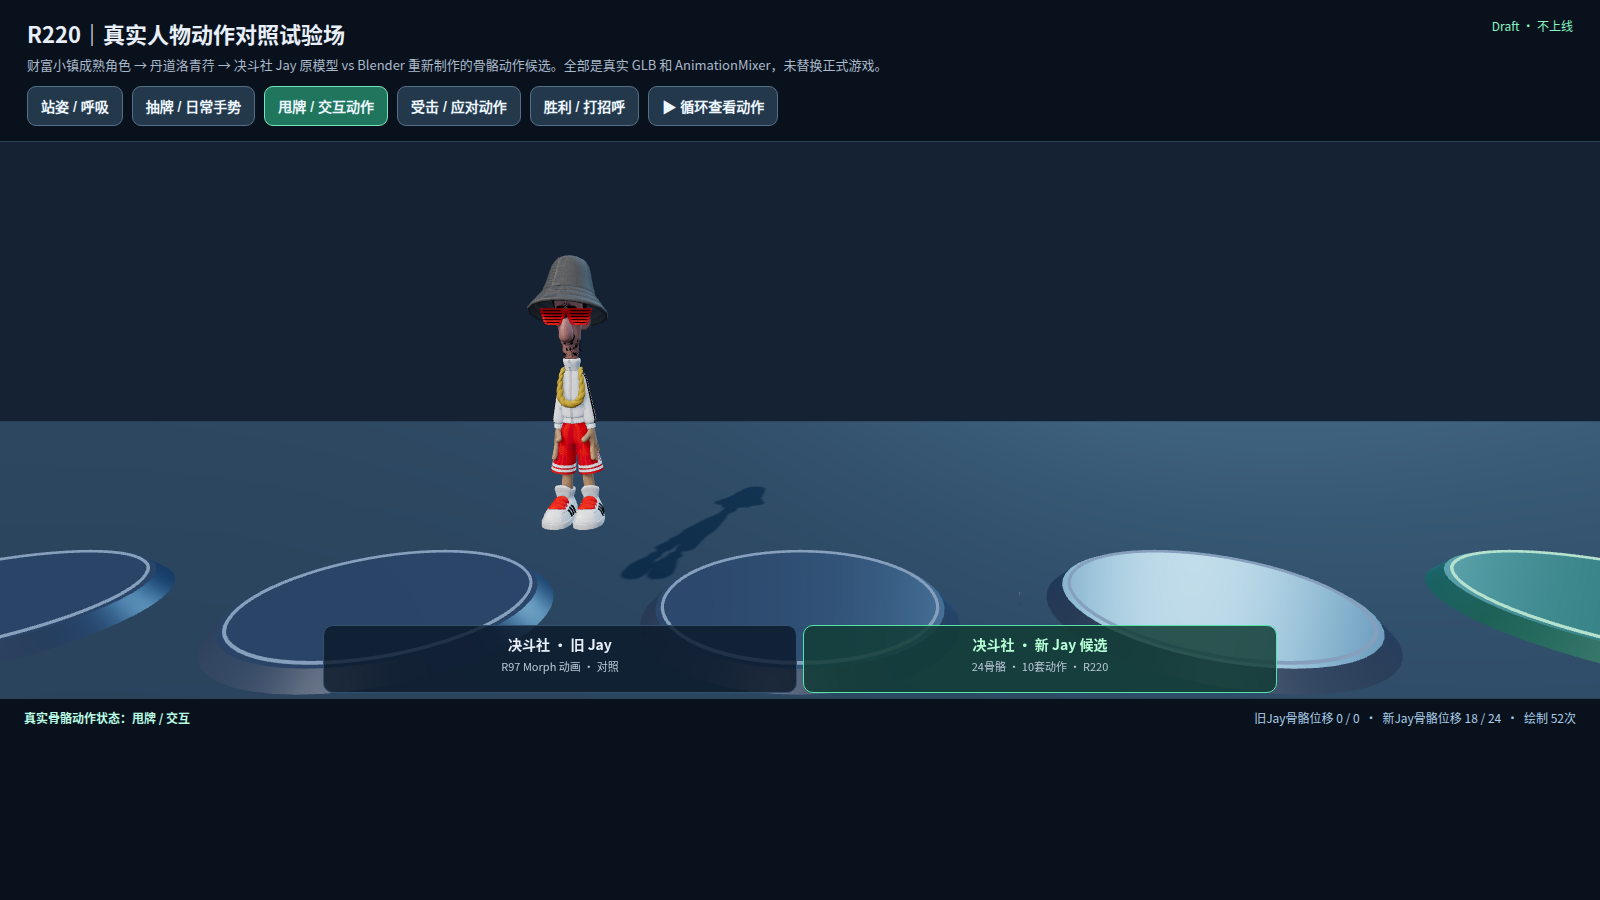 R220｜真实人物动作对照试验场
Draft · 不上线
财富小镇成熟角色 → 丹道洛青荇 → 决斗社 Jay 原模型 vs Blender 重新制作的骨骼动作候选。全部是真实 GLB 和 AnimationMixer，未替换正式游戏。
站姿 / 呼吸
抽牌 / 日常手势
甩牌 / 交互动作
受击 / 应对动作
胜利 / 打招呼
▶ 循环查看动作
决斗社 · 旧 Jay
R97 Morph 动画 · 对照
决斗社 · 新 Jay 候选
24骨骼 · 10套动作 · R220
真实骨骼动作状态：甩牌 / 交互
旧Jay骨骼位移 0 / 0 · 新Jay骨骼位移 18 / 24 · 绘制 52次